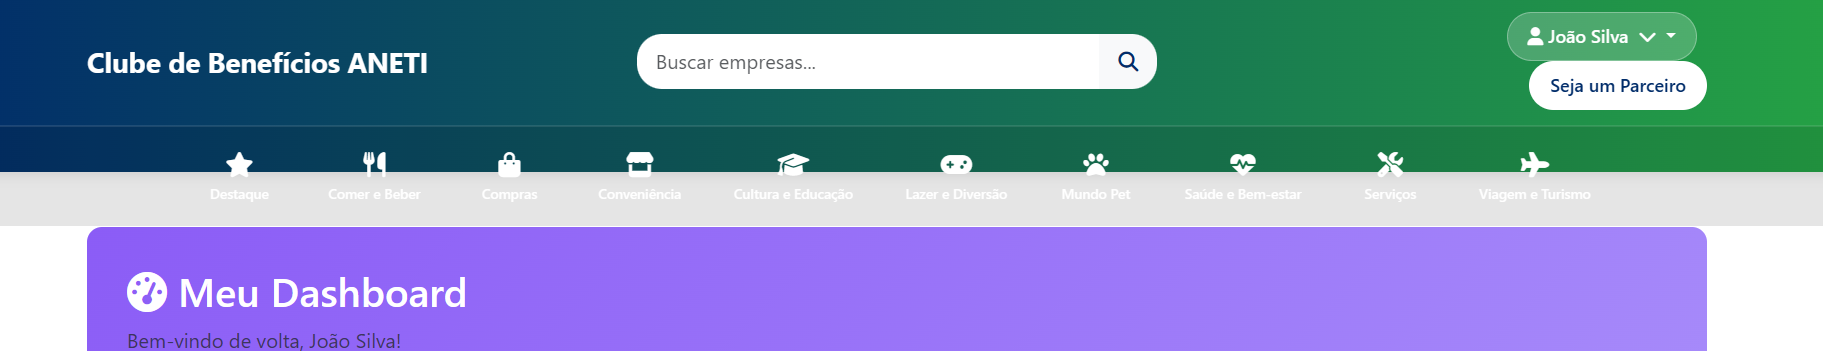 Clube de Benefícios ANETI
Buscar empresas...
João Silva
Seja um Parceiro
Destaque
Comer e Beber
Compras
Conveniência
Cultura e Educação
Lazer e Diversão
Mundo Pet
Saúde e Bem-estar
Serviços
Viagem e Turismo
Meu Dashboard
Bem-vindo de volta, João Silva!